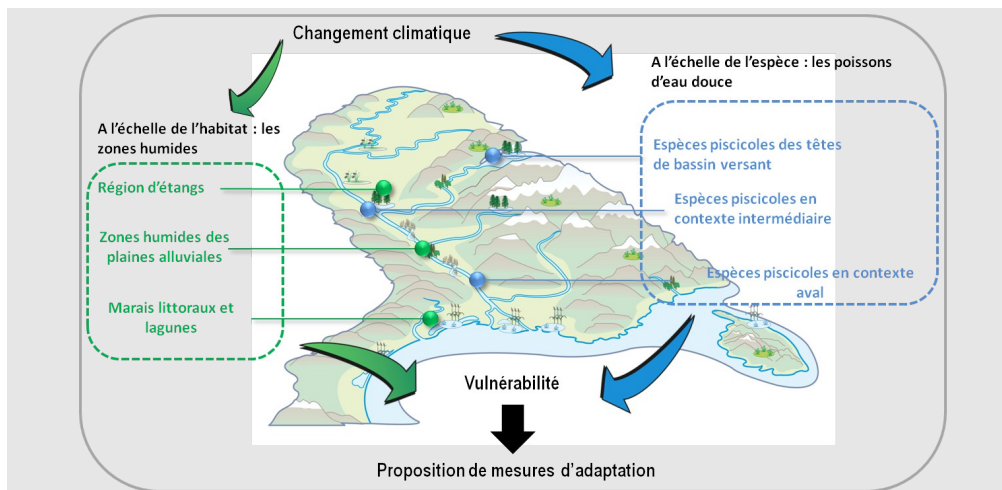 Changement climatique
A l'échelle de l'habitat : les
zones humides
Région d'étangs
Zones humides des
plaines alluviales
Marais littoraux et
lagunes
A l'échelle de l'espèce : les poissons
d'eau douce
Espèces piscicoles des têtes
de bassin versant
Espèces piscicoles en
contexte intermédiaire
Espèces piscicoles en contexte
aval
Vulnérabilité
Proposition de mesures d'adaptation